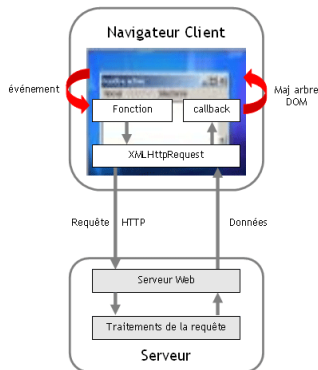 Navigateur Client
événement
Fonction
callback
Maj arbre
DOM
XMLHttpRequest
Requête
HTTP
Données
Serveur Web
Traitements de la requête
Serveur